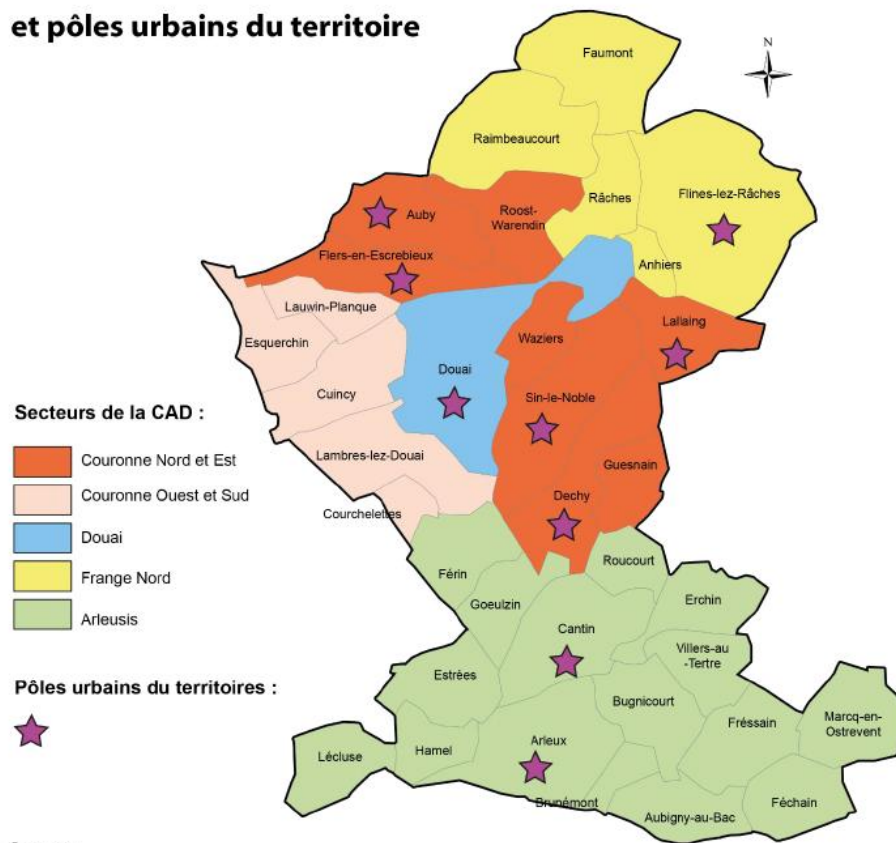 et pôles urbains du territoire
N
Faumont
Raimbeaucourt
Râches
Flines-lez-Râches
Auby
Roost-
Warendin
Flers-en-Escrebieux
Anhiers
Lauwin-Planque
Lallaing
Esquerchin
Waziers
Douai
Cuincy
Sin-le-Noble
Secteurs de la CAD :
Couronne Nord et Est
Couronne Ouest et Sud
Douai
Frange Nord
Arleusis
Lambres-lez-Douai
Guesnain
Courchelettes
Dechy
Férin
Roucourt
Goeulzin
Erchin
Cantin
Villers-au
-Tertre
Estrèes
Bugnicourt
Pôles urbains du territoires :
Fréssain
Marcq-en-
Ostrevent
Lécluse
Hamel
Arleux
Brunémont
Aubigny-au-Bac
Féchain